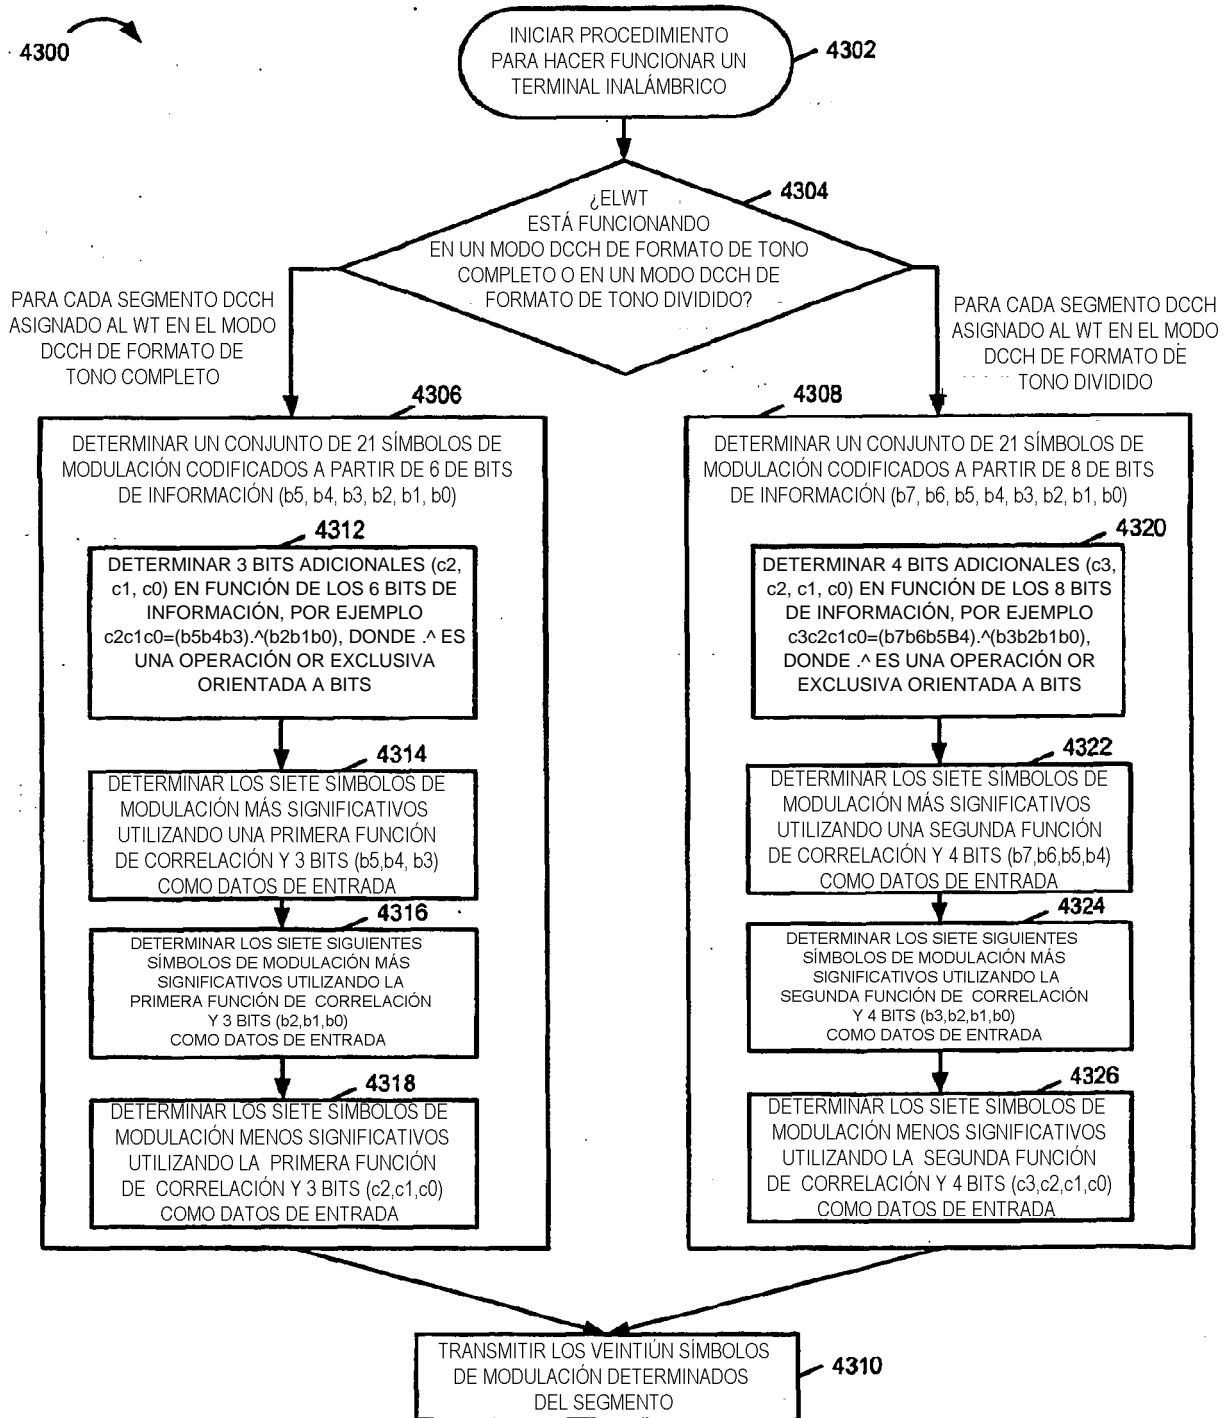 4300
INICIAR PROCEDIMIENTO
PARA HACER FUNCIONAR UN
TERMINAL INALÁMBRICO
4302
¿ELWT
ESTÁ FUNCIONANDO
EN UN MODO DCCH DE FORMATO DE TONO
COMPLETO O EN UN MODO DCCH DE
FORMATO DE TONO DIVIDIDO?
4304
PARA CADA SEGMENTO DCCH
ASIGNADO AL WT EN EL MODO
DCCH DE FORMATO DE
TONO COMPLETO
PARA CADA SEGMENTO DCCH
ASIGNADO AL WT EN EL MODO
DCCH DE FORMATO DE
TONO DIVIDIDO
4306
DETERMINAR UN CONJUNTO DE 21 SÍMBOLOS DE
MODULACIÓN CODIFICADOS A PARTIR DE 6 DE BITS
DE INFORMACIÓN (b5, b4, b3, b2, b1, b0)
4312
DETERMINAR 3 BITS ADICIONALES (c2,
c1, c0) EN FUNCIÓN DE LOS 6 BITS DE
INFORMACIÓN, POR EJEMPLO
c2c1c0=(b5b4b3).^(b2b1b0), DONDE .^ ES
UNA OPERACIÓN OR EXCLUSIVA
ORIENTADA A BITS
4314
DETERMINAR LOS SIETE SÍMBOLOS DE
MODULACIÓN MÁS SIGNIFICATIVOS
UTILIZANDO UNA PRIMERA FUNCIÓN
DE CORRELACIÓN Y 3 BITS (b5,b4, b3)
COMO DATOS DE ENTRADA
4316
DETERMINAR LOS SIETE SIGUIENTES
SÍMBOLOS DE MODULACIÓN MÁS
SIGNIFICATIVOS UTILIZANDO LA
PRIMERA FUNCIÓN DE CORRELACIÓN
Y 3 BITS (b2,b1,b0)
COMO DATOS DE ENTRADA
4318
DETERMINAR LOS SIETE SÍMBOLOS DE
MODULACIÓN MENOS SIGNIFICATIVOS
UTILIZANDO LA PRIMERA FUNCIÓN
DE CORRELACIÓN Y 3 BITS (c2,c1,c0)
COMO DATOS DE ENTRADA
4308
DETERMINAR UN CONJUNTO DE 21 SÍMBOLOS DE
MODULACIÓN CODIFICADOS A PARTIR DE 8 DE BITS
DE INFORMACIÓN (b7, b6, b5, b4, b3, b2, b1, b0)
4320
DETERMINAR 4 BITS ADICIONALES (c3,
c2, c1, c0) EN FUNCIÓN DE LOS 8 BITS
DE INFORMACIÓN, POR EJEMPLO
c3c2c1c0=(b7b6b5B4).^(b3b2b1b0),
DONDE .^ ES UNA OPERACIÓN OR
EXCLUSIVA ORIENTADA A BITS
4322
DETERMINAR LOS SIETE SÍMBOLOS DE
MODULACIÓN MÁS SIGNIFICATIVOS
UTILIZANDO UNA SEGUNDA FUNCIÓN
DE CORRELACIÓN Y 4 BITS (b7,b6,b5,b4)
COMO DATOS DE ENTRADA
4324
DETERMINAR LOS SIETE SIGUIENTES
SÍMBOLOS DE MODULACIÓN MÁS
SIGNIFICATIVOS UTILIZANDO LA
SEGUNDA FUNCIÓN DE CORRELACIÓN
Y 4 BITS (b3,b2,b1,b0)
COMO DATOS DE ENTRADA
4326
DETERMINAR LOS SIETE SIMBOLOS DE
MODULACIÓN MENOS SIGNIFICATIVOS
UTILIZANDO LA SEGUNDA FUNCIÓN
DE CORRELACIÓN Y 4 BITS (c3,c2,c1,c0)
COMO DATOS DE ENTRADA
TRANSMITIR LOS VEINTIÚN SÍMBOLOS
DE MODULACIÓN DETERMINADOS
DEL SEGMENTO
4310